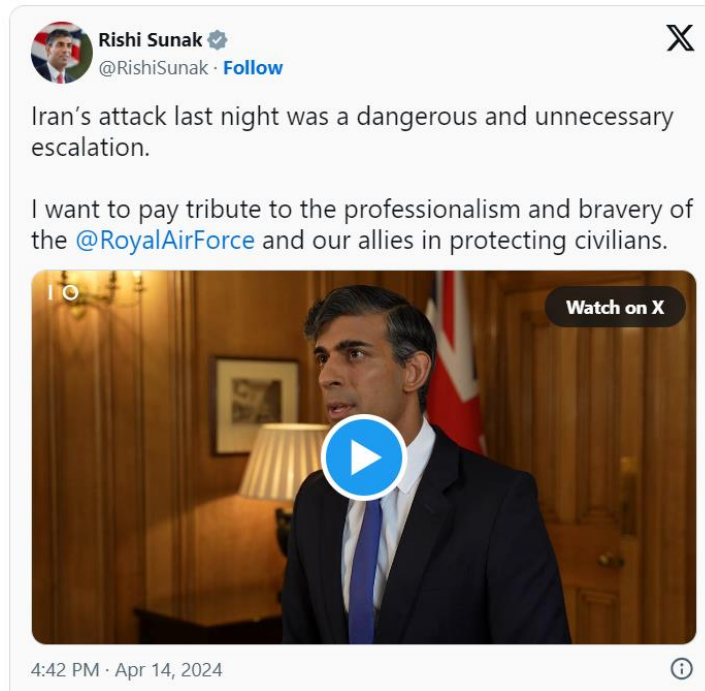 Rishi Sunak
@RishiSunak · Follow
Iran's attack last night was a dangerous and unnecessary
escalation.
I want to pay tribute to the professionalism and bravery of
the @RoyalAirForce and our allies in protecting civilians.
10
Watch on X
4:42 PM · Apr 14, 2024